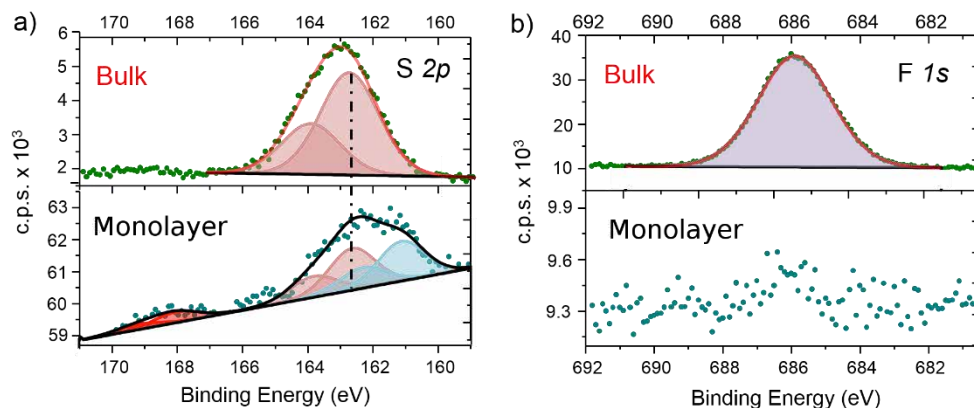 a)
170 168 166 164 162 160
6
5
4
3
2
Bulk
S 2p
c.p.s. x 10³
63
62
61
60
59
Monolayer
170 168 166 164 162 160
Binding Energy (eV)
b)
692 690 688 686 684 682
40
30
20
10
Bulk
F 1s
c.p.s. x 10³
9.9
9.6
9.3
Monolayer
692 690 688 686 684 682
Binding Energy (eV)